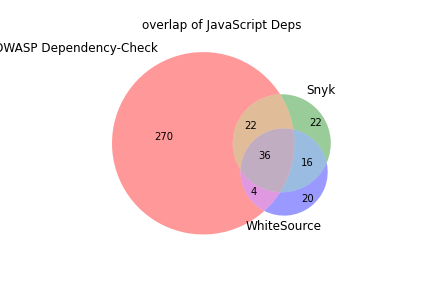 overlap of JavaScript Deps
OWASP Dependency-Check
Snyk
22
22
270
36
16
4
20
WhiteSource